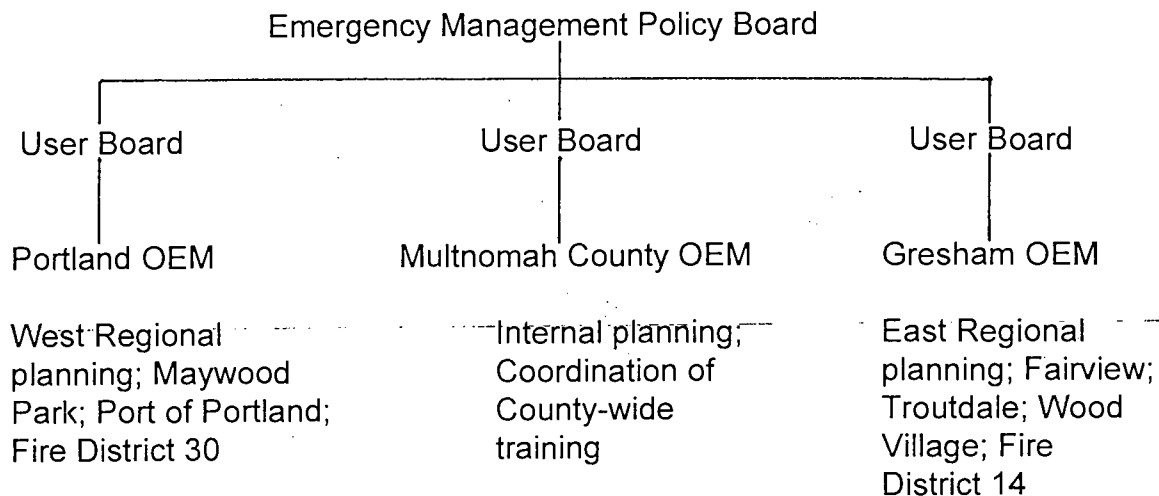 Emergency Management Policy Board
User Board
User Board
User Board
Portland OEM
Multnomah County OEM
Gresham OEM
West Regional
planning; Maywood
Park; Port of Portland;
Fire District 30
Internal planning;
Coordination of
County-wide
training
East Regional
planning; Fairview;
Troutdale; Wood
Village; Fire
District 14